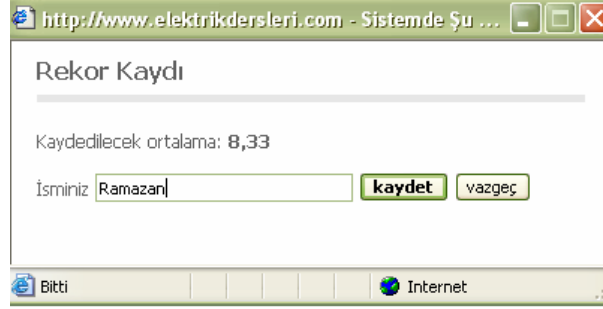 http://www.elektrikdersleri.com - Sistemde Şu ...
Rekor Kaydı
Kaydedilecek ortalama: 8,33
İsminiz Ramazan kaydet vazgeç
Bitti Internet